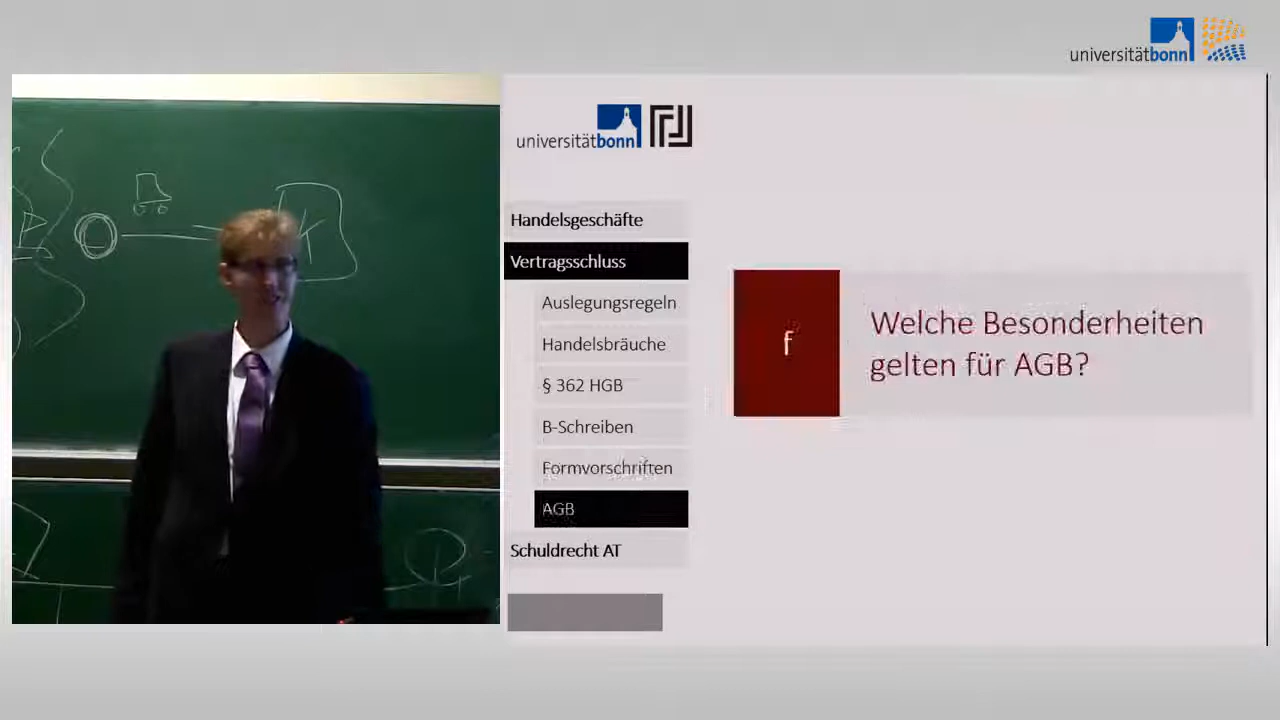 universitätbonn
universitätbonn
Handelsgeschäfte
Vertragsschluss
Auslegungsregeln
Handelsbräuche
§ 362 HGB
B-Schreiben
Formvorschriften
AGB
Schuldrecht AT
f
Welche Besonderheiten
gelten für AGB?
K